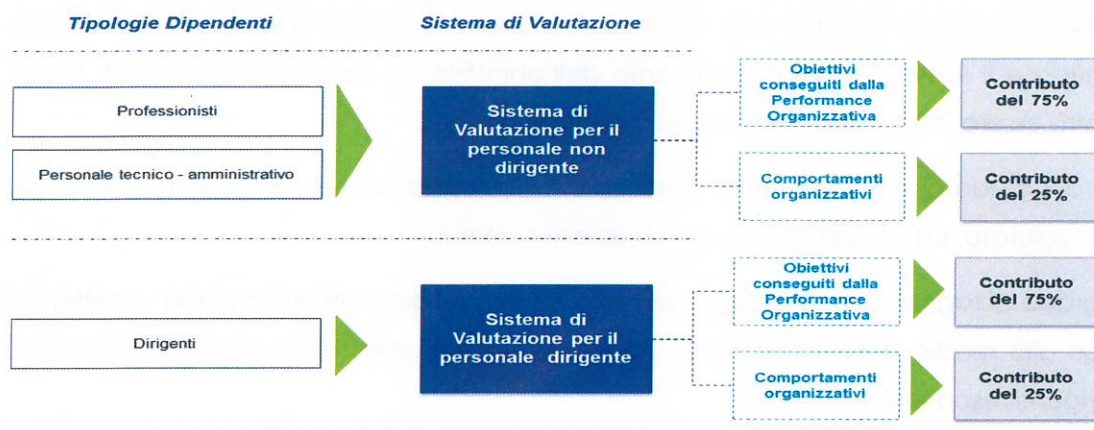 Tipologie Dipendenti
Sistema di Valutazione
Professionisti
Personale tecnico - amministrativo
Sistema di
Valutazione per il
personale non
dirigente
Obiettivi
conseguiti dalla
Performance
Organizzativa
Contributo
del 75%
Comportamenti
organizzativi
Contributo
del 25%
Dirigenti
Sistema di
Valutazione per il
personale dirigente
Obiettivi
conseguiti dalla
Performance
Organizzativa
Contributo
del 75%
Comportamenti
organizzativi
Contributo
del 25%